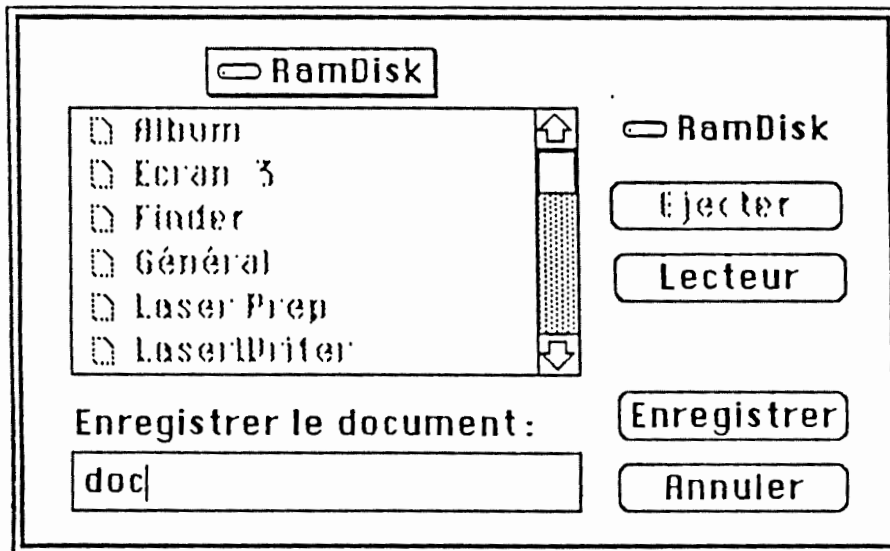 RamDisk
Album
Ecran 3
Finder
Général
Laser Prep
LaserWriter
RamDisk
Ejecter
Lecteur
Enregistrer le document:
doc
Enregistrer
Annuler